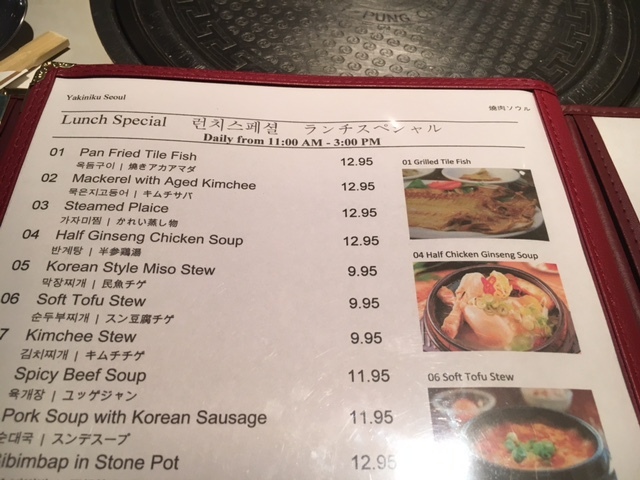 PUNG
Yakiniku Seoul
焼肉ソウル
Lunch Special 런치스페셜 ランチスペシャル
Daily from 11:00 AM - 3:00 PM
01 Pan Fried Tile Fish 12.95
옥돔구이 | 焼きアカアマダ
02 Mackerel with Aged Kimchee 12.95
묵은지고등어 | キムチサバ
03 Steamed Plaice 12.95
가자미찜 | かれい蒸し物
04 Half Ginseng Chicken Soup 12.95
반계탕 | 半参鶏湯
05 Korean Style Miso Stew 9.95
막장찌개 | 民魚チゲ
06 Soft Tofu Stew 9.95
순두부찌개 | スン豆腐チゲ
7 Kimchee Stew 9.95
김치찌개 | キムチチゲ
Spicy Beef Soup 11.95
육개장 | ユッゲジャン
Pork Soup with Korean Sausage 11.95
순대국 | スンデスープ
Bibimbap in Stone Pot 12.95
01 Grilled Tile Fish
04 Half Chicken Ginseng Soup
06 Soft Tofu Stew